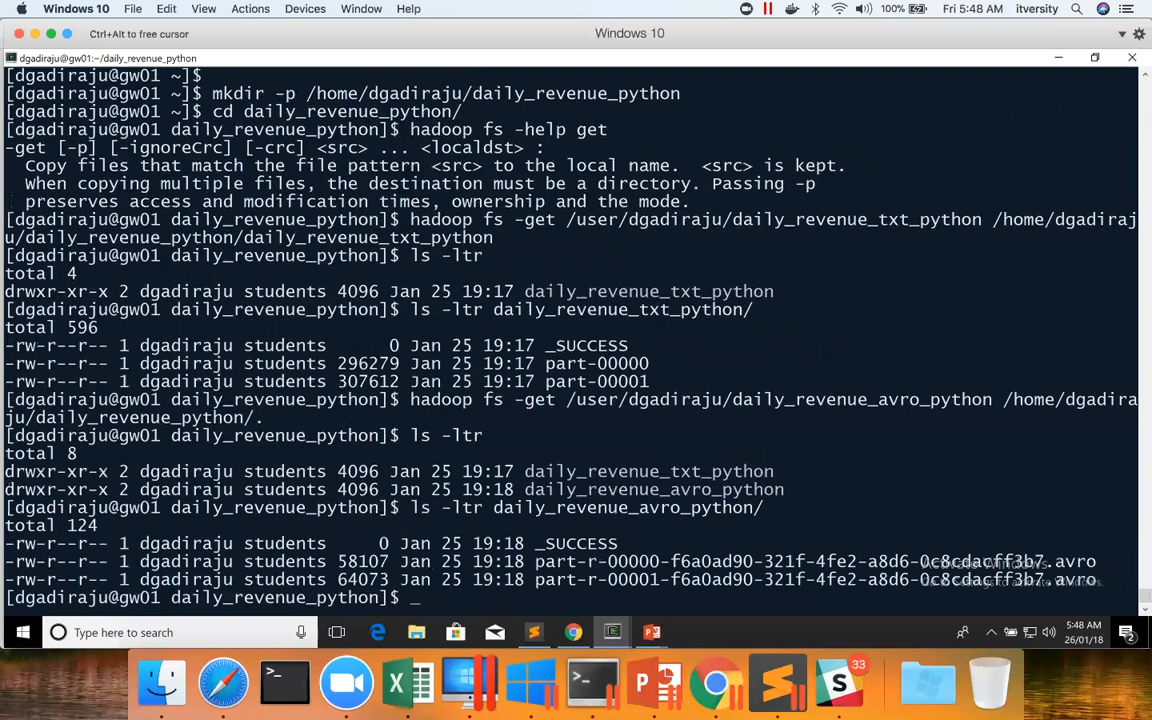 Windows 10 File Edit View Actions Devices Window Help 100% Fri 5:48 AM itversity
Ctrl+Alt to free cursor Windows 10
dgadiraju@gw01:~/daily_revenue_python
[dgadiraju@gw01 ~]$
[dgadiraju@gw01 ~]$ mkdir -p /home/dgadiraju/daily_revenue_python
[dgadiraju@gw01 ~]$ cd daily_revenue_python/
[dgadiraju@gw01 daily_revenue_python]$ hadoop fs -help get
-get [-p] [-ignoreCrc] [-crc] <src> ... <localdst> :
Copy files that match the file pattern <src> to the local name.  <src> is kept.
When copying multiple files, the destination must be a directory. Passing -p
preserves access and modification times, ownership and the mode.
[dgadiraju@gw01 daily_revenue_python]$ hadoop fs -get /user/dgadiraju/daily_revenue_txt_python /home/dgadiraj
u/daily_revenue_python/daily_revenue_txt_python
[dgadiraju@gw01 daily_revenue_python]$ ls -ltr
total 4
drwxr-xr-x 2 dgadiraju students 4096 Jan 25 19:17 daily_revenue_txt_python
[dgadiraju@gw01 daily_revenue_python]$ ls -ltr daily_revenue_txt_python/
total 596
-rw-r--r-- 1 dgadiraju students      0 Jan 25 19:17 _SUCCESS
-rw-r--r-- 1 dgadiraju students 296279 Jan 25 19:17 part-00000
-rw-r--r-- 1 dgadiraju students 307612 Jan 25 19:17 part-00001
[dgadiraju@gw01 daily_revenue_python]$ hadoop fs -get /user/dgadiraju/daily_revenue_avro_python /home/dgadira
ju/daily_revenue_python/.
[dgadiraju@gw01 daily_revenue_python]$ ls -ltr
total 8
drwxr-xr-x 2 dgadiraju students 4096 Jan 25 19:17 daily_revenue_txt_python
drwxr-xr-x 2 dgadiraju students 4096 Jan 25 19:18 daily_revenue_avro_python
[dgadiraju@gw01 daily_revenue_python]$ ls -ltr daily_revenue_avro_python/
total 124
-rw-r--r-- 1 dgadiraju students     0 Jan 25 19:18 _SUCCESS
-rw-r--r-- 1 dgadiraju students 58107 Jan 25 19:18 part-r-00000-f6a0ad90-321f-4fe2-a8d6-0c8cdanff3b7.avro
-rw-r--r-- 1 dgadiraju students 64073 Jan 25 19:18 part-r-00001-f6a0ad90-321f-4fe2-a8d6-0c8cdaffff3b7.avro
[dgadiraju@gw01 daily_revenue_python]$ _
Activate Windows
Type here to search 5:48 AM
26/01/18
2
33